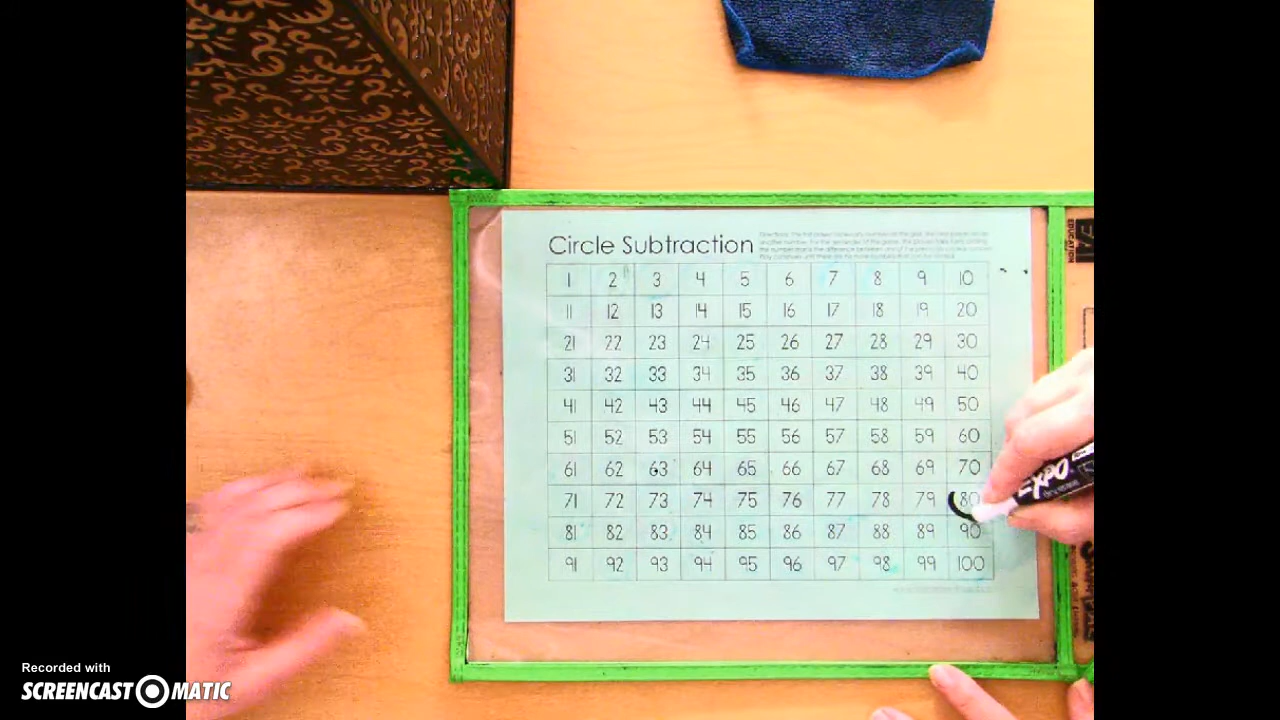 Circle Subtraction
1 2 3 4 5 6 7 8 9 10
11 12 13 14 15 16 17 18 19 20
21 22 23 24 25 26 27 28 29 30
31 32 33 34 35 36 37 38 39 40
41 42 43 44 45 46 47 48 49 50
51 52 53 54 55 56 57 58 59 60
61 62 63 64 65 66 67 68 69 70
71 72 73 74 75 76 77 78 79 80
81 82 83 84 85 86 87 88 89 90
91 92 93 94 95 96 97 98 99 100
EDUCATION
Recorded with
SCREENCAST MATIC